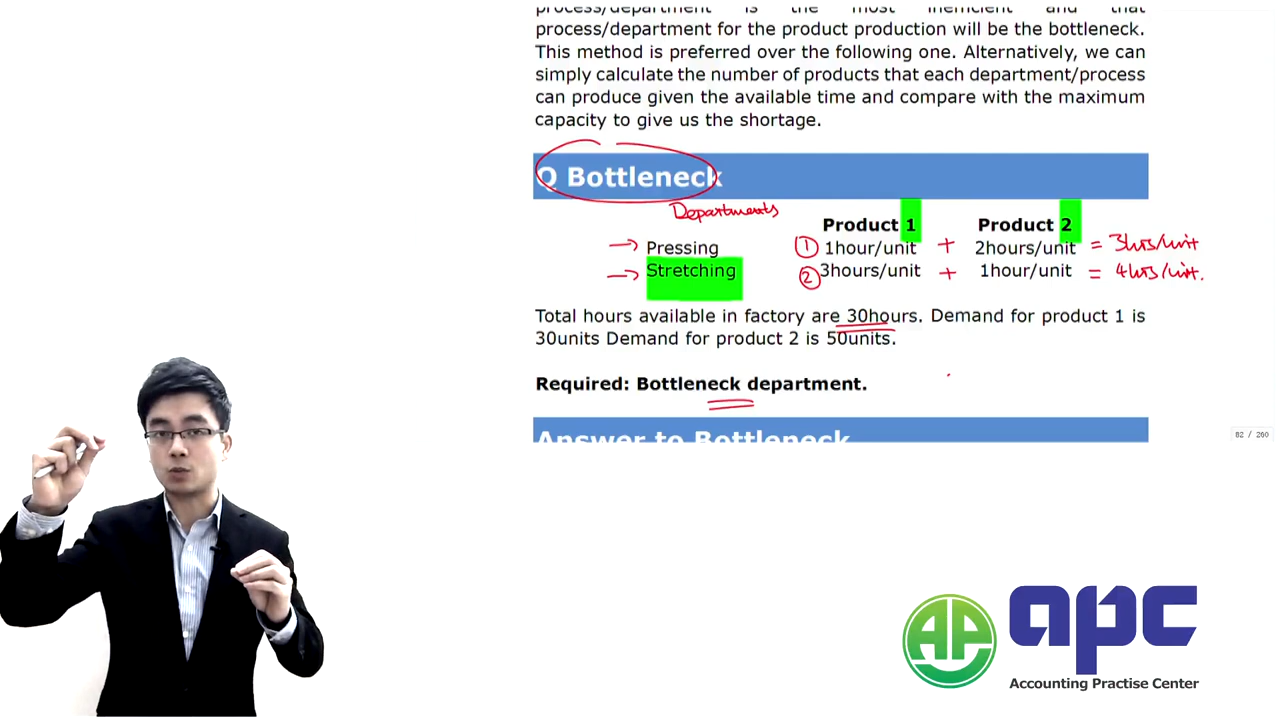 process/department is the most inefficient and that
process/department for the product production will be the bottleneck.
This method is preferred over the following one. Alternatively, we can
simply calculate the number of products that each department/process
can produce given the available time and compare with the maximum
capacity to give us the shortage.
Q Bottleneck
Departments
Product 1 Product 2
→ Pressing ① 1hour/unit + 2hours/unit = 3hrs/unit
→ Stretching ② 3hours/unit + 1hour/unit = 4hrs/unit.
Total hours available in factory are 30hours. Demand for product 1 is
30units Demand for product 2 is 50units.
Required: Bottleneck department.
Answer to Bottleneck
82 / 260
AP
apc
Accounting Practise Center